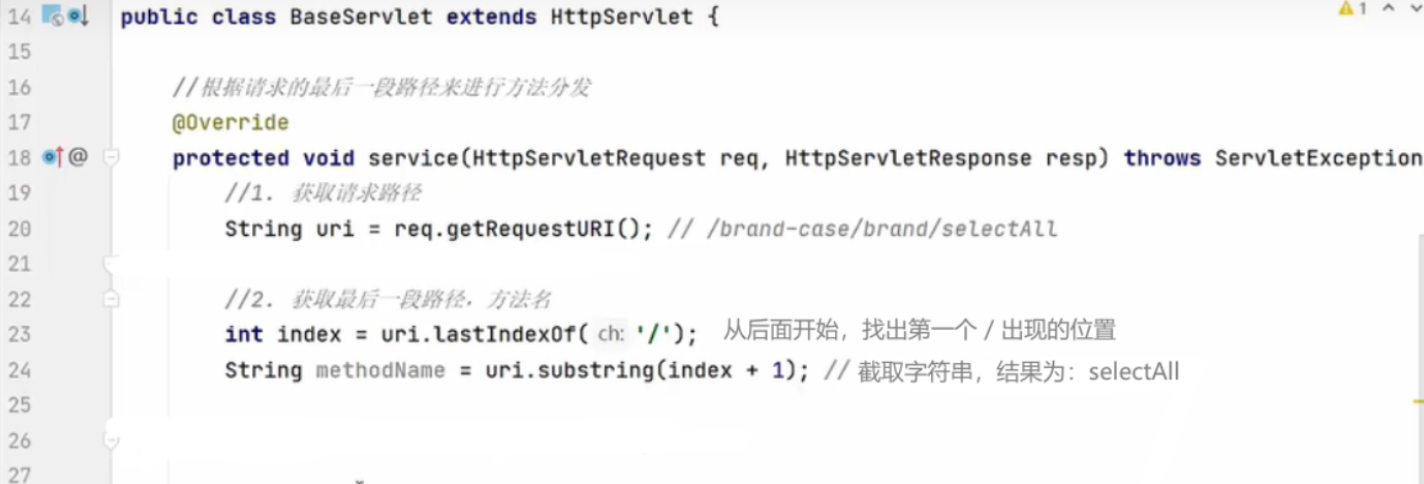 14 public class BaseServlet extends HttpServlet { 1
15
16 //根据请求的最后一段路径来进行方法分发
17 @Override
18 @ protected void service(HttpServletRequest req, HttpServletResponse resp) throws ServletException
19 //1. 获取请求路径
20 String uri = req.getRequestURI(); // /brand-case/brand/selectAll
21
22 //2. 获取最后一段路径，方法名
23 int index = uri.lastIndexOf( ch: '/'); 从后面开始，找出第一个 / 出现的位置
24 String methodName = uri.substring(index + 1); // 截取字符串，结果为：selectAll
25
26
27